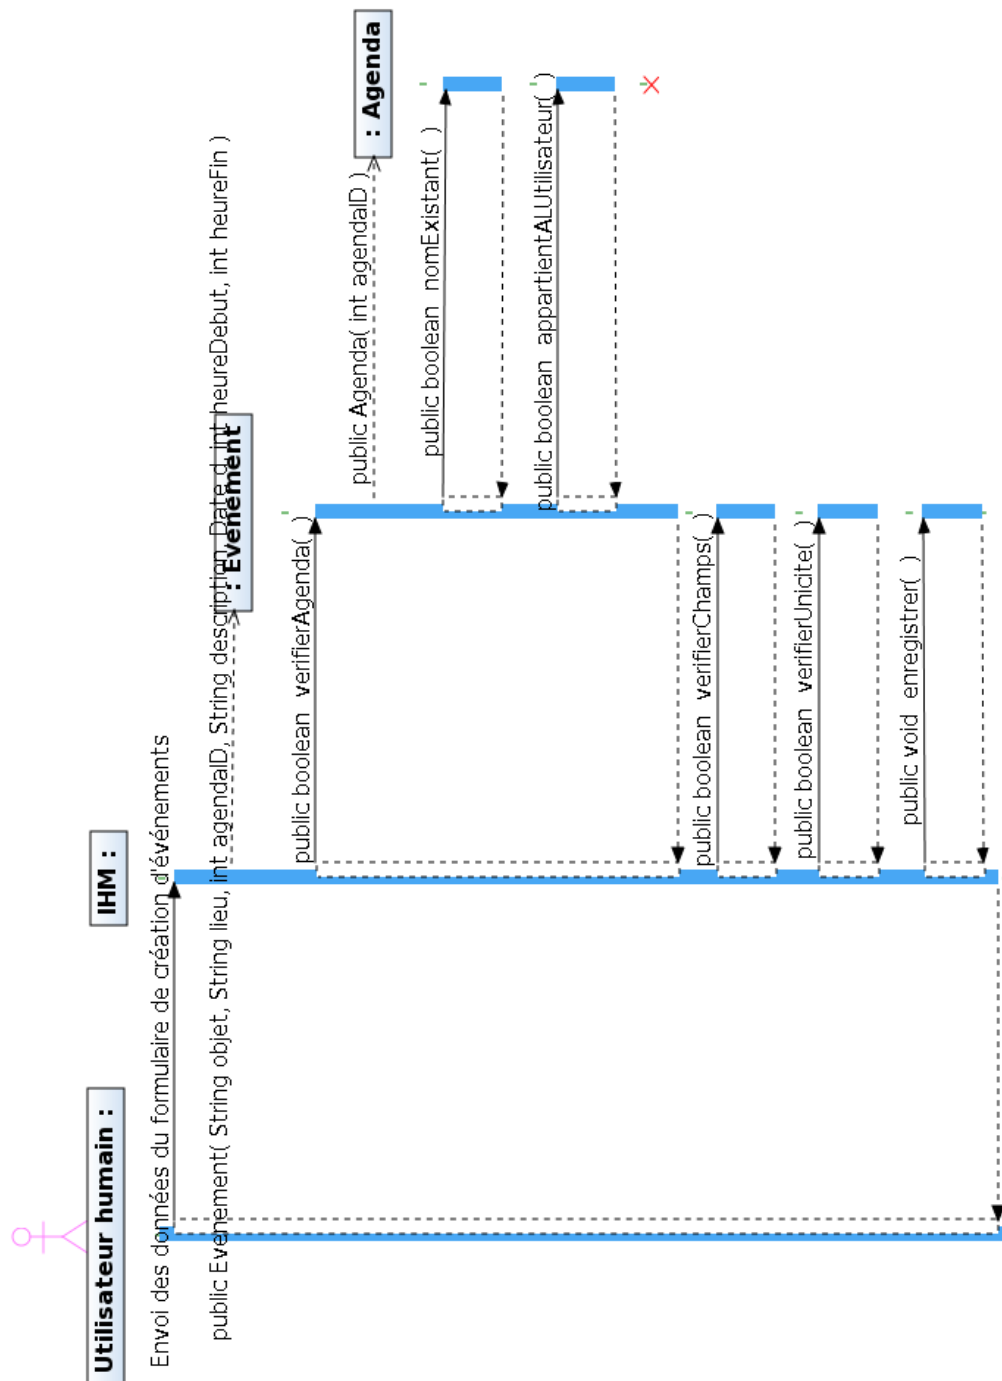 Utilisateur humain :
IHM :
: Evenement
: Agenda
Envoi des données du formulaire de création d'événements
public Evenement( String objet, String lieu, int agendaID, String description, Date d, int heureDebut, int heureFin )
public boolean verifierAgenda( )
public Agenda( int agendaID )
public boolean nomExistant( )
public boolean appartientALUtilisateur( )
public boolean verifierChamps( )
public boolean verifierUnicite( )
public void enregistrer( )